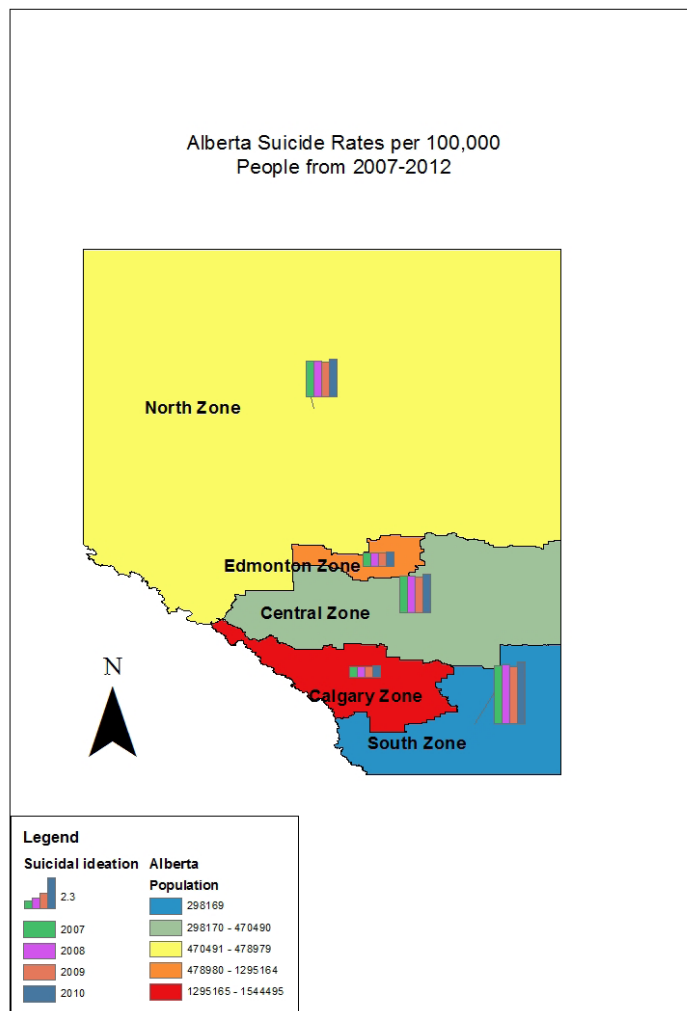 Alberta Suicide Rates per 100,000
People from 2007-2012
North Zone
Edmonton Zone
Central Zone
Calgary Zone
South Zone
N
Legend
Suicidal ideation
2.3
2007
2008
2009
2010
Alberta
Population
298169
298170 - 470490
470491 - 478979
478980 - 1295164
1295165 - 1544495